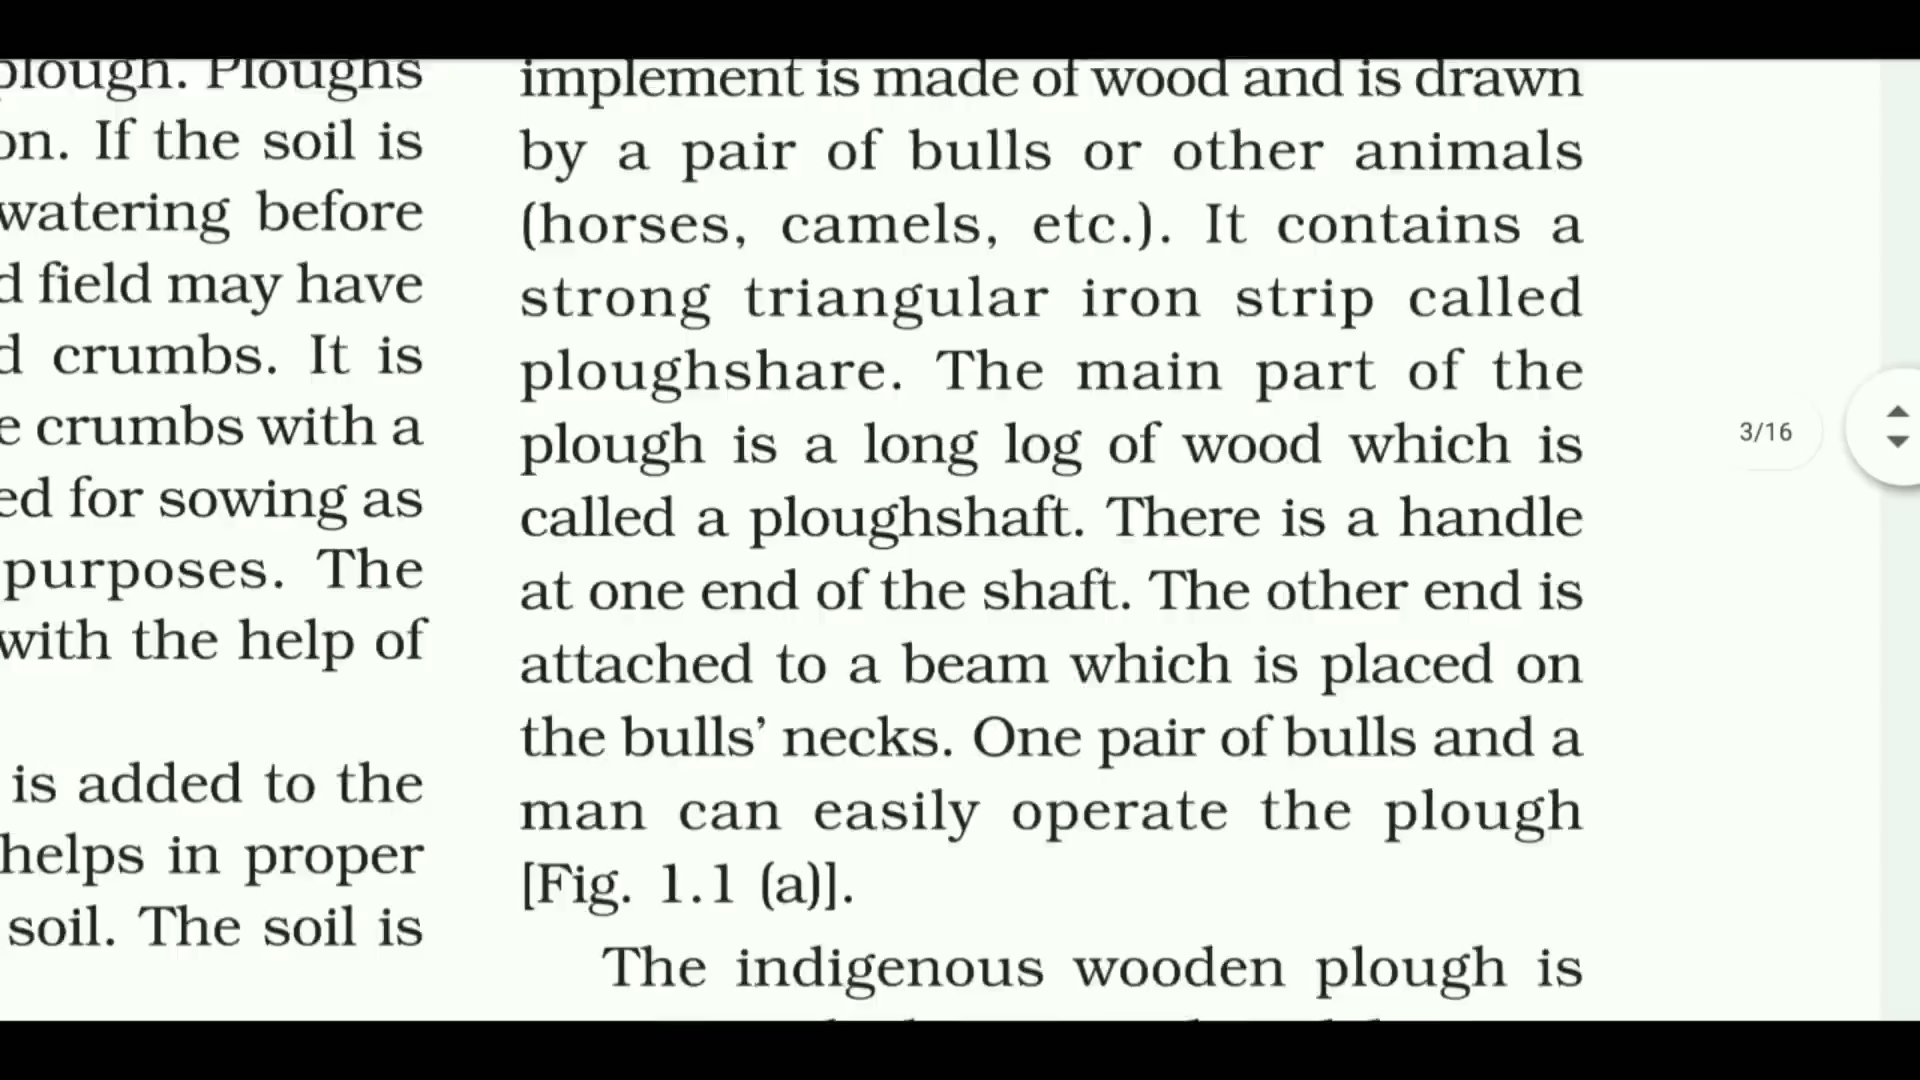 plough. Ploughs
on. If the soil is
watering before
d field may have
d crumbs. It is
e crumbs with a
ed for sowing as
purposes. The
with the help of
is added to the
helps in proper
soil. The soil is
implement is made of wood and is drawn
by a pair of bulls or other animals
(horses, camels, etc.). It contains a
strong triangular iron strip called
ploughshare. The main part of the
plough is a long log of wood which is
called a ploughshaft. There is a handle
at one end of the shaft. The other end is
attached to a beam which is placed on
the bulls’ necks. One pair of bulls and a
man can easily operate the plough
[Fig. 1.1 (a)].
The indigenous wooden plough is
3/16